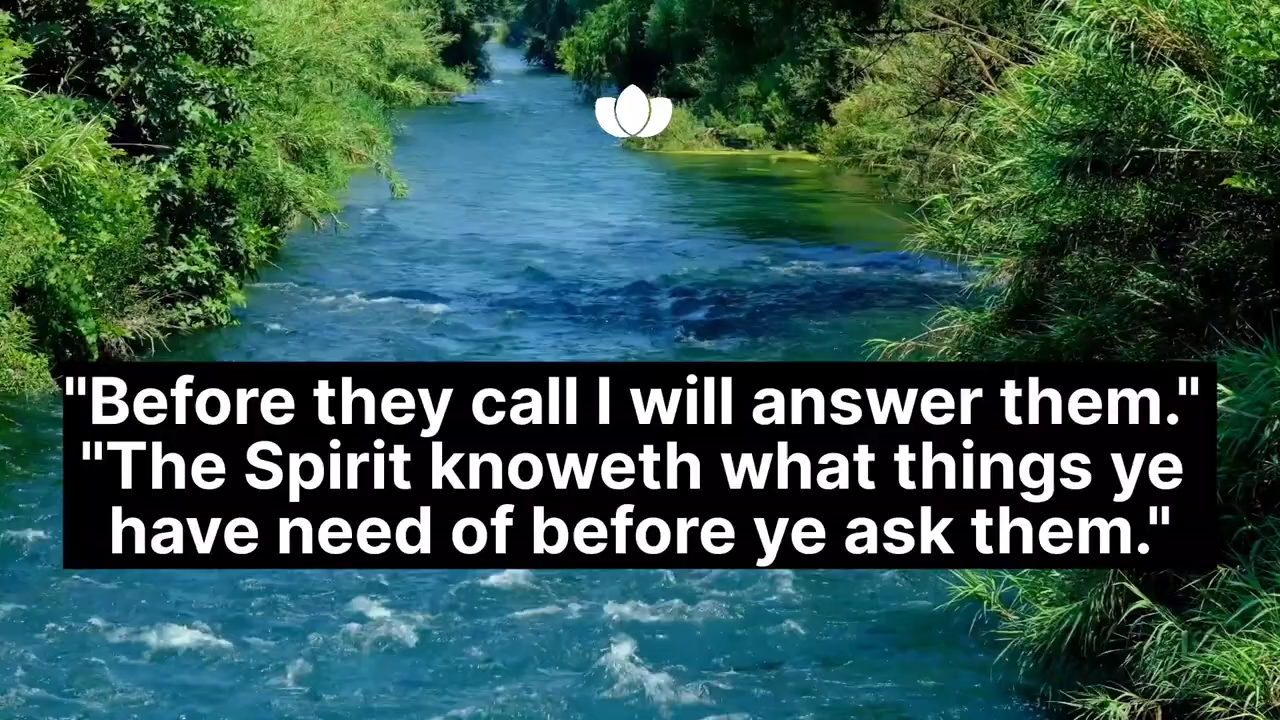 "Before they call I will answer them."
"The Spirit knoweth what things ye
have need of before ye ask them."